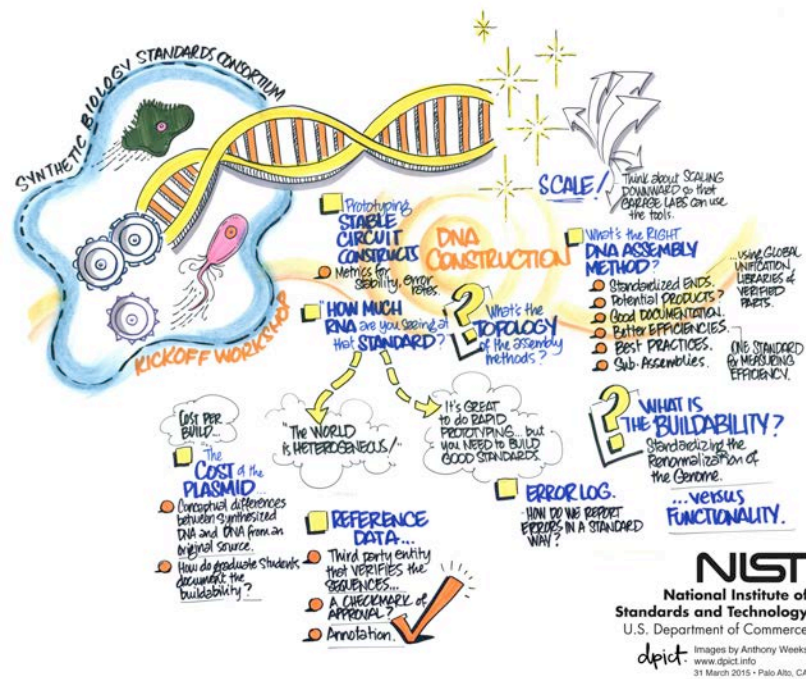 SYNTHETIC BIOLOGY STANDARDS CONSORTIUM
KICKOFF WORKSHOP
DNA
CONSTRUCTION
SCALE!
Think about SCALING
DOWNWARD so that
GARAGE LABS can use
the tools.
Prototyping
STABLE
CIRCUIT
CONSTRUCTS
Metrics for
stability, error
rates.
"HOW MUCH
RNA are you seeing at
that STANDARD?"
What's the
TOPOLOGY
of the assembly
methods?
What's the RIGHT
DNA ASSEMBLY
METHOD?
Standardized ENDS.
Potential PRODUCTS?
Good DOCUMENTATION.
Better EFFICIENCIES.
Best PRACTICES.
Sub-Assemblies.
...using GLOBAL
UNIFICATION,
LIBRARIES of
VERIFIED
PARTS.
ONE STANDARD
for MEASURING
EFFICIENCY.
"The WORLD
is HETEROGENEOUS!"
It's GREAT
to do RAPID
PROTOTYPING... but
you NEED to BUILD
GOOD STANDARDS.
WHAT IS
THE BUILDABILITY?
Standardizing the
Renormalization of
the Genome.
...versus
FUNCTIONALITY.
COST PER
BUILD...
The
COST of the
PLASMID...
Conceptual differences
between synthesized
DNA and DNA from an
original source.
How do graduate students
document the
buildability?
REFERENCE
DATA...
Third party entity
that VERIFIES the
SEQUENCES...
A CHECKMARK of
APPROVAL?
Annotation.
ERROR LOG.
HOW DO WE REPORT
ERRORS IN A STANDARD
WAY?
NIST
National Institute of
Standards and Technology
U.S. Department of Commerce
dpict.
Images by Anthony Weeks
www.dpict.info
31 March 2015 • Palo Alto, CA